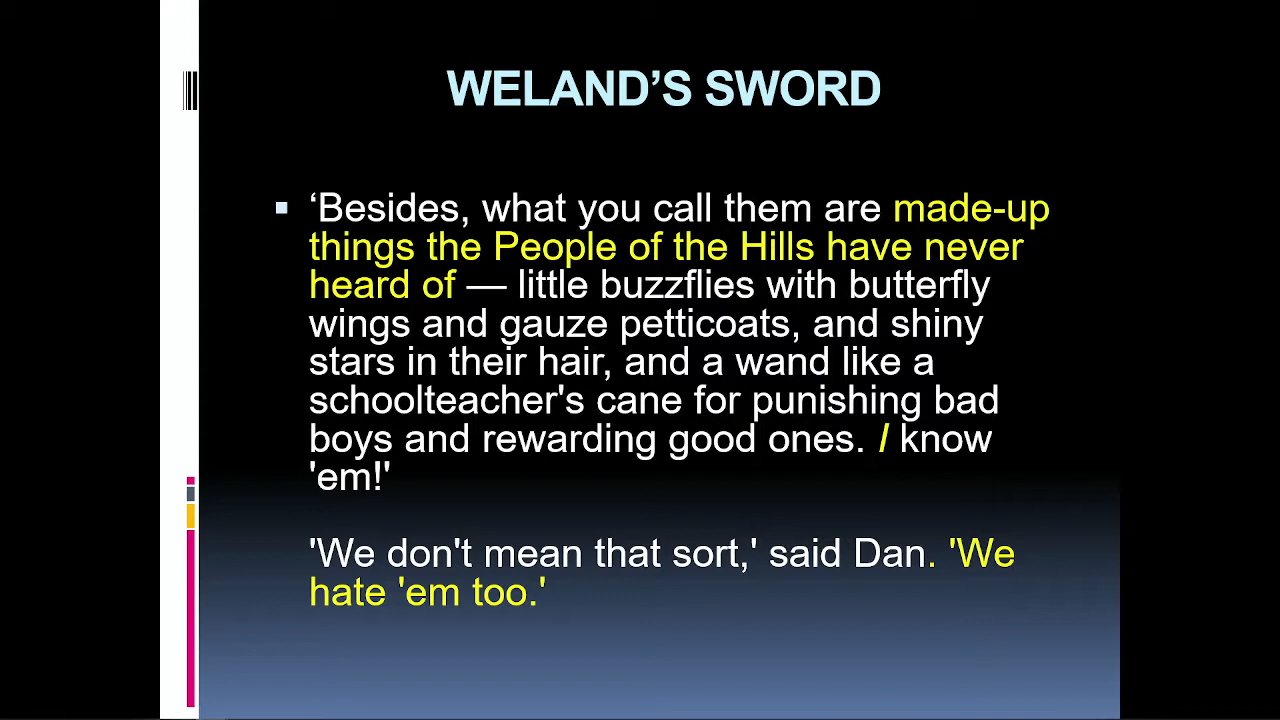 WELAND’S SWORD
▪ ‘Besides, what you call them are made-up
things the People of the Hills have never
heard of — little buzzflies with butterfly
wings and gauze petticoats, and shiny
stars in their hair, and a wand like a
schoolteacher's cane for punishing bad
boys and rewarding good ones. I know
'em!'
'We don't mean that sort,' said Dan. 'We
hate 'em too.'